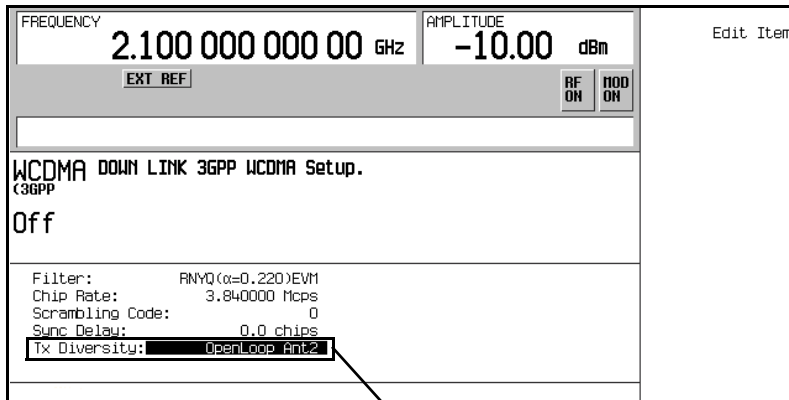 FREQUENCY
2.100 000 000 00 GHz
AMPLITUDE
-10.00 dBm
Edit Item
EXT REF
RF ON
MOD ON
WCDMA DOWN LINK 3GPP WCDMA Setup.
(3GPP
Off
Filter: RNYQ(α=0.220)EVM
Chip Rate: 3.840000 Mcps
Scrambling Code: 0
Sync Delay: 0.0 chips
Tx Diversity: OpenLoop Ant2